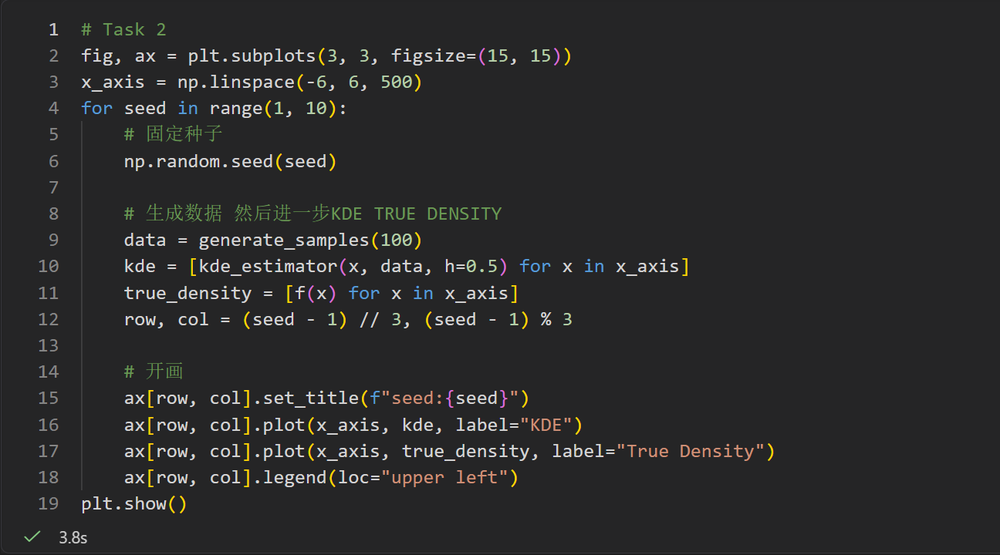 1 # Task 2
2 fig, ax = plt.subplots(3, 3, figsize=(15, 15))
3 x_axis = np.linspace(-6, 6, 500)
4 for seed in range(1, 10):
5     # 固定种子
6     np.random.seed(seed)
7
8     # 生成数据 然后进一步KDE TRUE DENSITY
9     data = generate_samples(100)
10     kde = [kde_estimator(x, data, h=0.5) for x in x_axis]
11     true_density = [f(x) for x in x_axis]
12     row, col = (seed - 1) // 3, (seed - 1) % 3
13
14     # 开画
15     ax[row, col].set_title(f"seed:{seed}")
16     ax[row, col].plot(x_axis, kde, label="KDE")
17     ax[row, col].plot(x_axis, true_density, label="True Density")
18     ax[row, col].legend(loc="upper left")
19 plt.show()
3.8s